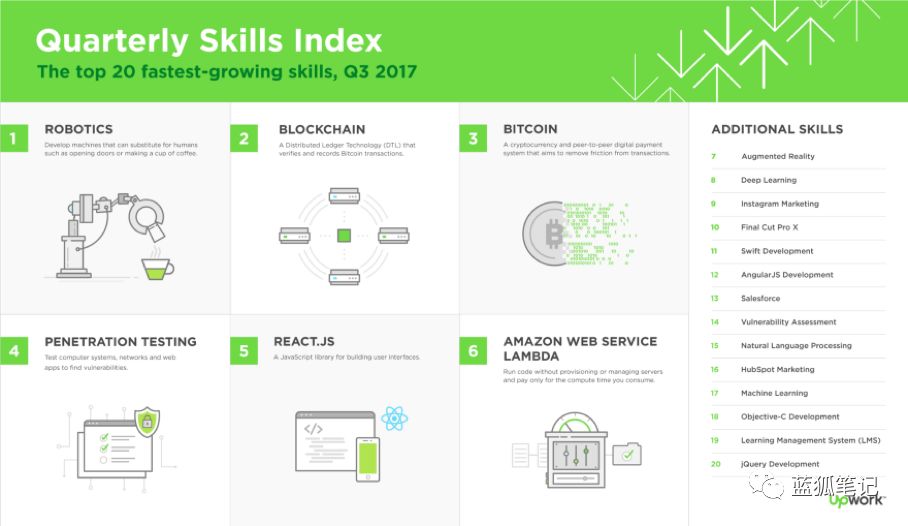 Quarterly Skills Index
The top 20 fastest-growing skills, Q3 2017
1
ROBOTICS
Develop machines that can substitute for humans
such as opening doors or making a cup of coffee.
2
BLOCKCHAIN
A Distributed Ledger Technology (DTL) that
verifies and records Bitcoin transactions.
3
BITCOIN
A cryptocurrency and peer-to-peer digital payment
system that aims to remove friction from transactions.
4
PENETRATION TESTING
Test computer systems, networks and web
apps to find vulnerabilities.
5
REACT.JS
A JavaScript library for building user interfaces.
6
AMAZON WEB SERVICE
LAMBDA
Run code without provisioning or managing servers
and pay only for the compute time you consume.
ADDITIONAL SKILLS
7 Augmented Reality
8 Deep Learning
9 Instagram Marketing
10 Final Cut Pro X
11 Swift Development
12 AngularJS Development
13 Salesforce
14 Vulnerability Assessment
15 Natural Language Processing
16 HubSpot Marketing
17 Machine Learning
18 Objective-C Development
19 Learning Management System (LMS)
20 jQuery Development
蓝狐笔记
Upwork